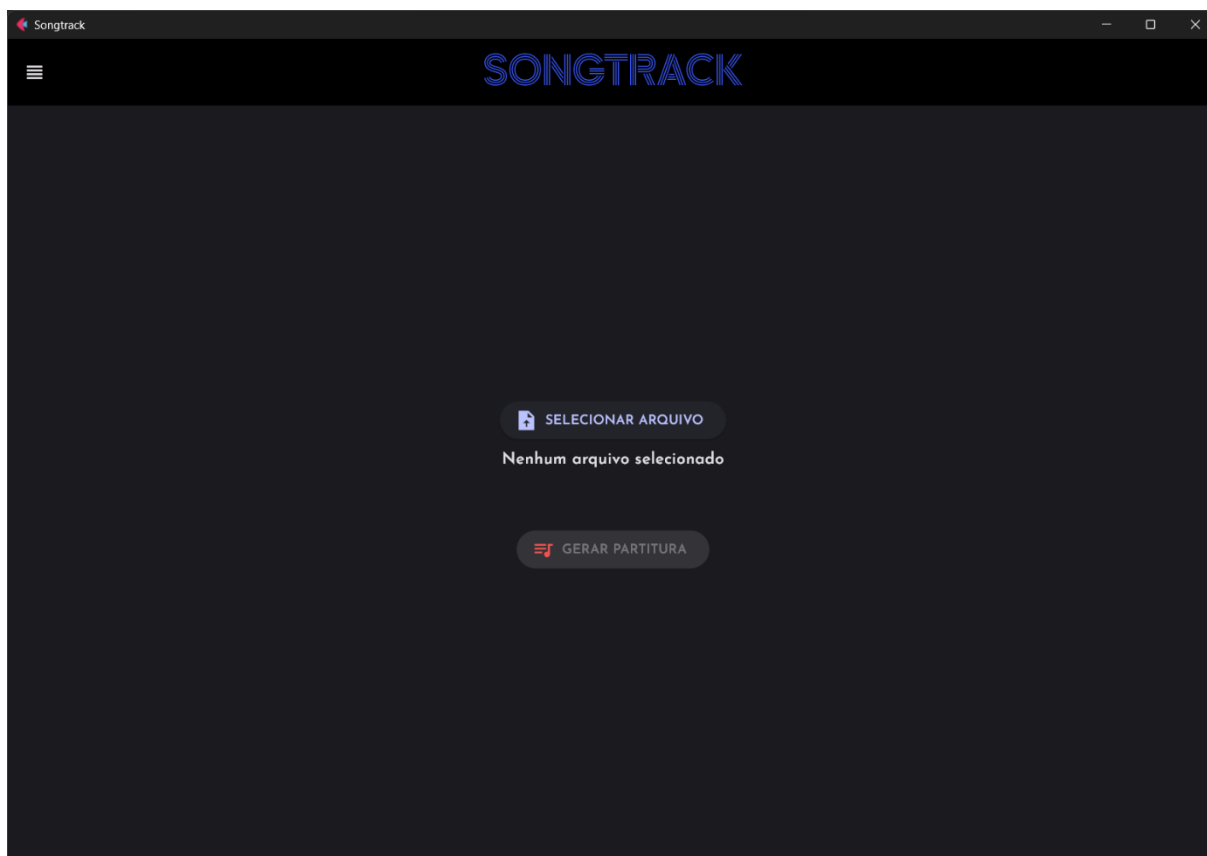 Songtrack
SONGTRACK
SELECIONAR ARQUIVO
Nenhum arquivo selecionado
GERAR PARTITURA